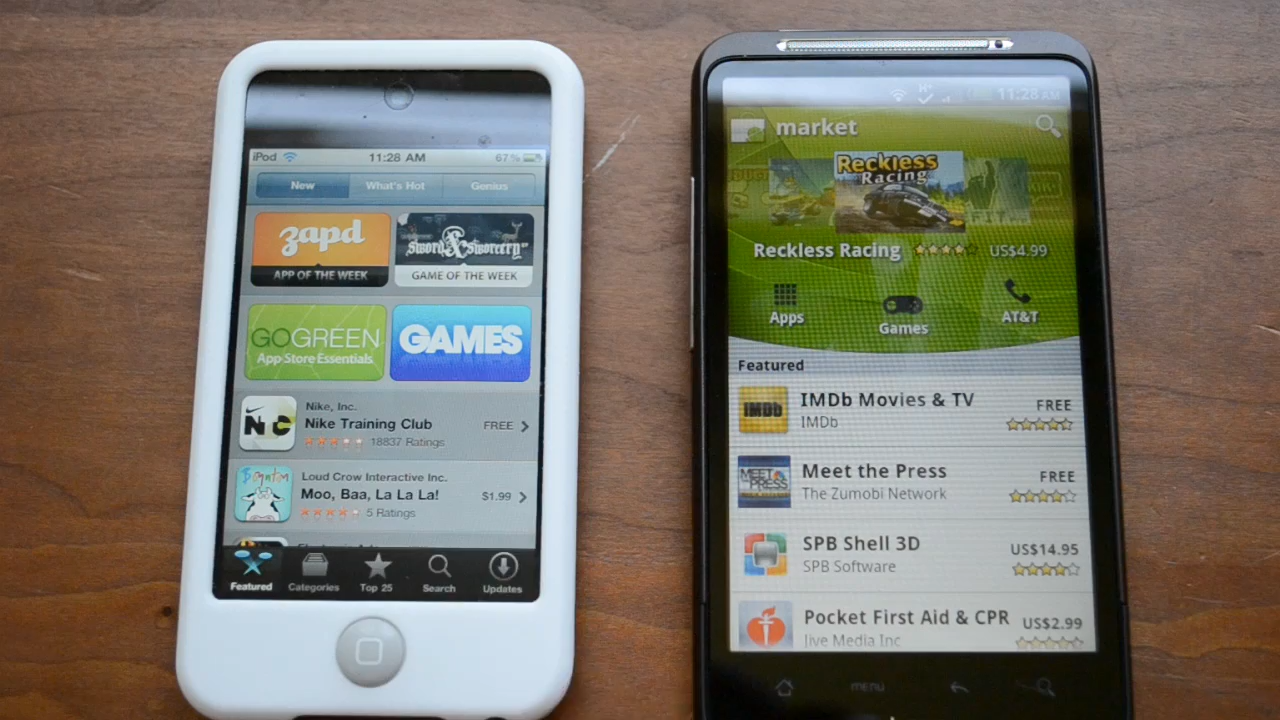 iPod 11:28 AM 67%
New What's Hot Genius
zapd
APP OF THE WEEK
Sword & Sworcery
GAME OF THE WEEK
GOGREEN
App Store Essentials
GAMES
Nike, Inc.
Nike Training Club FREE
18837 Ratings
Loud Crow Interactive Inc.
Moo, Baa, La La La! $1.99
5 Ratings
Featured Categories Top 25 Search Updates
11:28 AM
market
Reckless
Racing
Reckless Racing US$4.99
Apps Games AT&T
Featured
IMDb
IMDb Movies & TV FREE
IMDb
MEET THE PRESS
Meet the Press FREE
The Zumobi Network
SPB Shell 3D US$14.95
SPB Software
Pocket First Aid & CPR US$2.99
Jive Media Inc
MENU